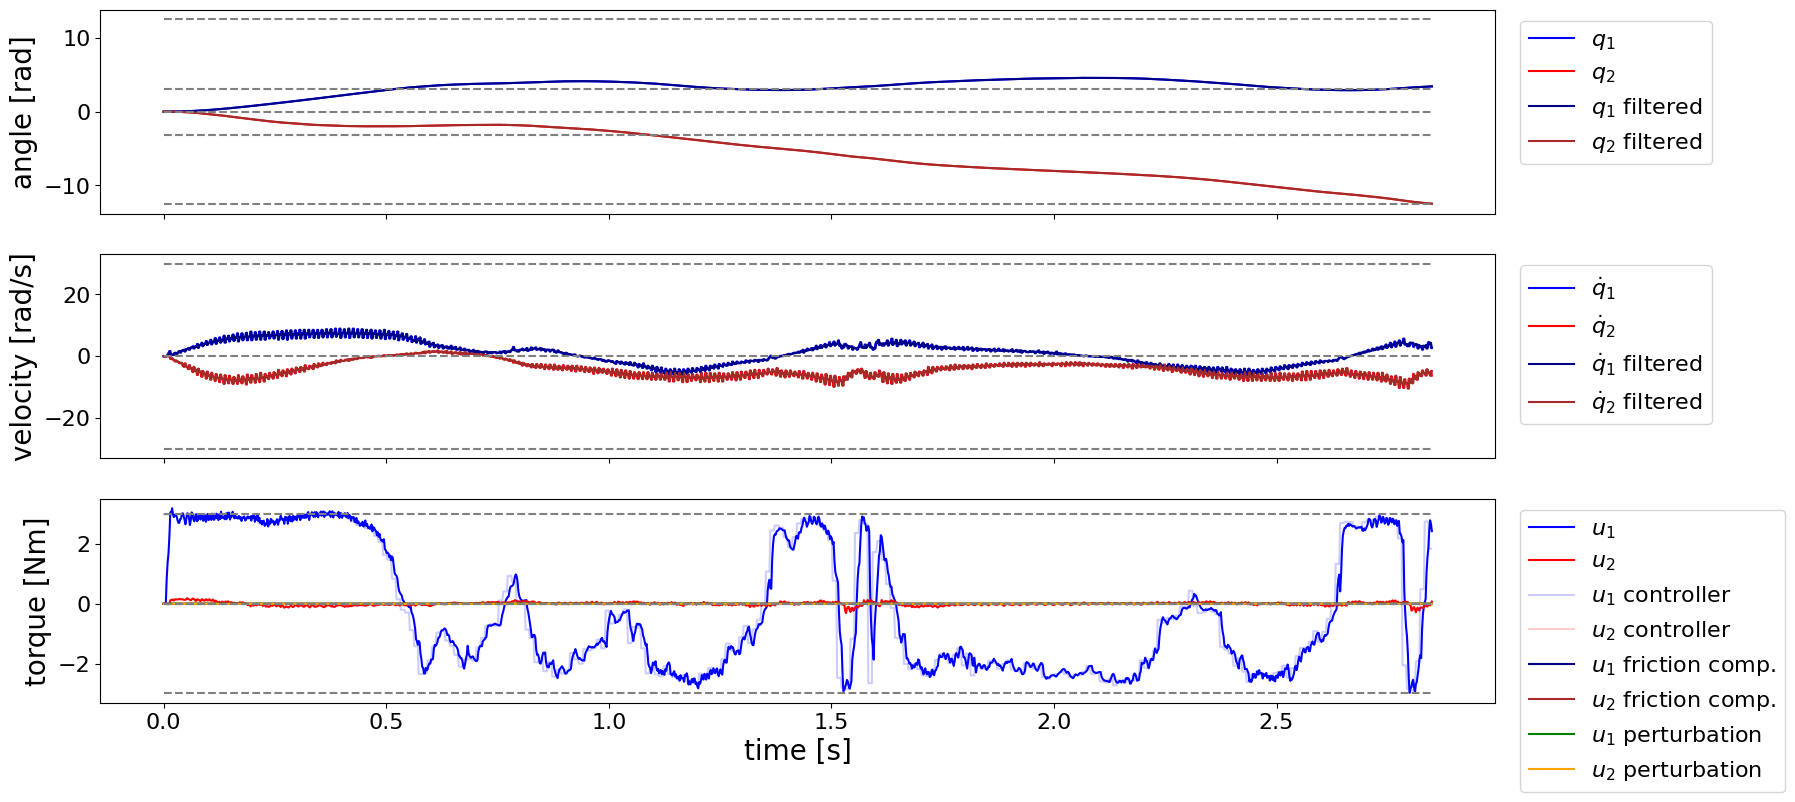 angle [rad]
10
0
−10
q₁
q₂
q₁ filtered
q₂ filtered
velocity [rad/s]
20
0
−20
q̇₁
q̇₂
q̇₁ filtered
q̇₂ filtered
torque [Nm]
2
0
−2
0.0 0.5 1.0 1.5 2.0 2.5
time [s]
u₁
u₂
u₁ controller
u₂ controller
u₁ friction comp.
u₂ friction comp.
u₁ perturbation
u₂ perturbation